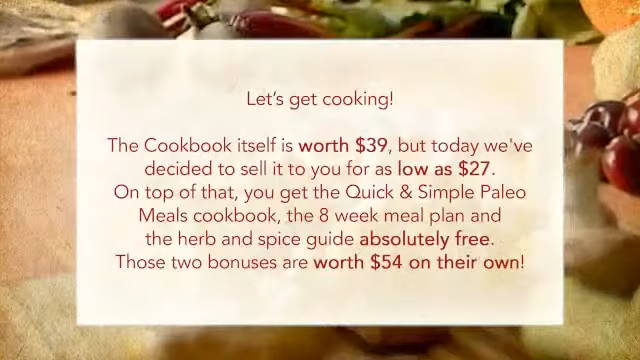 Let's get cooking!
The Cookbook itself is worth $39, but today we've
decided to sell it to you for as low as $27.
On top of that, you get the Quick & Simple Paleo
Meals cookbook, the 8 week meal plan and
the herb and spice guide absolutely free.
Those two bonuses are worth $54 on their own!